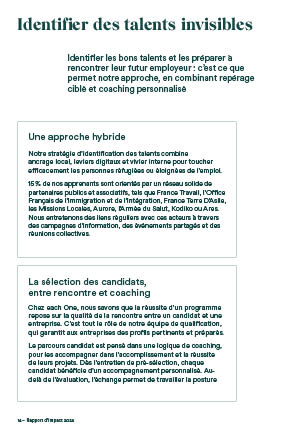 Identifier des talents invisibles
Identifier les bons talents et les préparer à
rencontrer leur futur employeur : c'est ce que
permet notre approche, en combinant repérage
ciblé et coaching personnalisé
Une approche hybride
Notre stratégie d'identification des talents combine
ancrage local, leviers digitaux et vivier interne pour toucher
efficacement les personnes réfugiées ou éloignées de l'emploi.
15 % de nos apprenants sont orientés par un réseau solide de
partenaires publics et associatifs, tels que France Travail, l'Office
Français de l'Immigration et de l'Intégration, France Terre D'Asile,
les Missions Locales, Aurore, l'Armée du Salut, Kodiko ou Ares.
Nous entretenons des liens réguliers avec ces acteurs à travers
des campagnes d'information, des événements partagés et des
réunions collectives.
La sélection des candidats,
entre rencontre et coaching
Chez each One, nous savons que la réussite d'un programme
repose sur la qualité de la rencontre entre un candidat et une
entreprise. C'est tout le rôle de notre équipe de qualification,
qui garantit aux entreprises des profils pertinents et préparés.
Le parcours candidat est pensé dans une logique de coaching,
pour les accompagner dans l'accomplissement et la réussite
de leurs projets. Dès l'entretien de pré-sélection, chaque
candidat bénéficie d'un accompagnement personnalisé. Au-
delà de l'évaluation, l'échange permet de travailler la posture
– Rapport d'impact